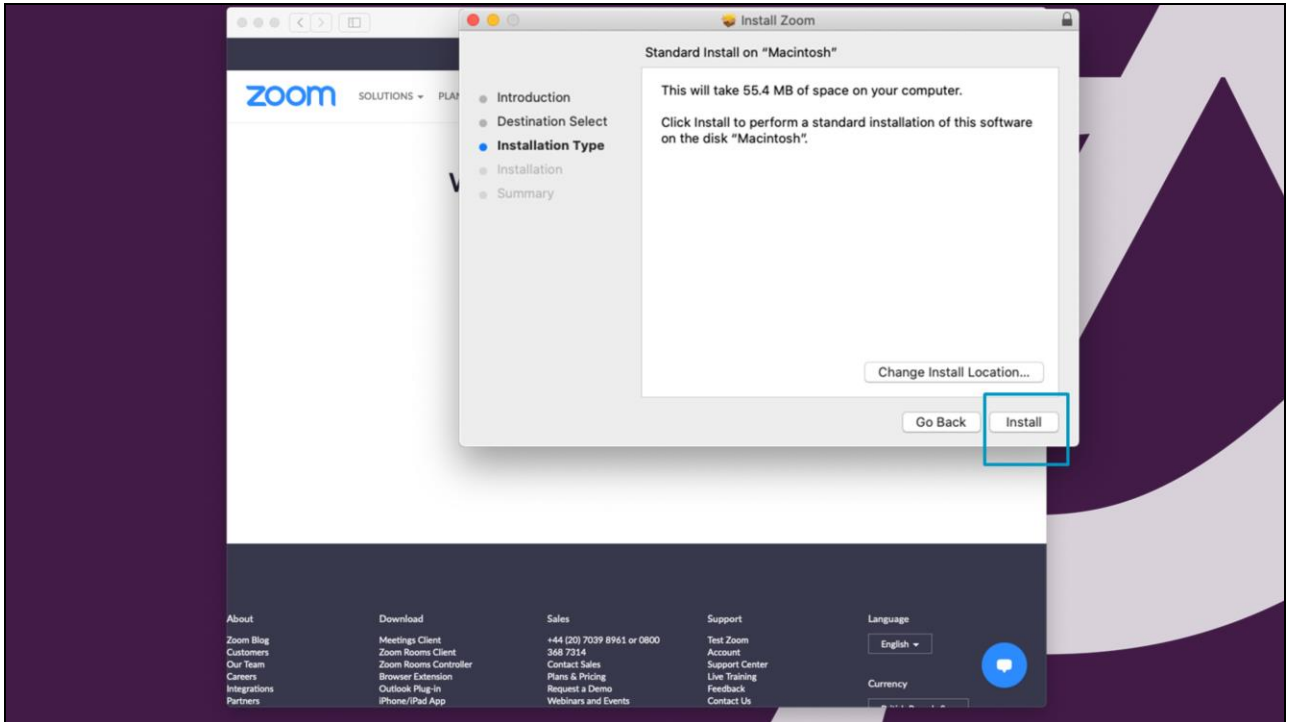 Install Zoom
Standard Install on “Macintosh”
Introduction
Destination Select
Installation Type
Installation
Summary
This will take 55.4 MB of space on your computer.
Click Install to perform a standard installation of this software
on the disk “Macintosh”.
Change Install Location...
Go Back
Install
zoom
SOLUTIONS
About
Zoom Blog
Customers
Our Team
Careers
Integrations
Partners
Download
Meetings Client
Zoom Rooms Client
Zoom Rooms Controller
Browser Extension
Outlook Plug-in
iPhone/iPad App
Sales
+44 (20) 7039 8961 or 0800
368 7314
Contact Sales
Plans & Pricing
Request a Demo
Webinars and Events
Support
Test Zoom
Account
Support Center
Live Training
Feedback
Contact Us
Language
English
Currency